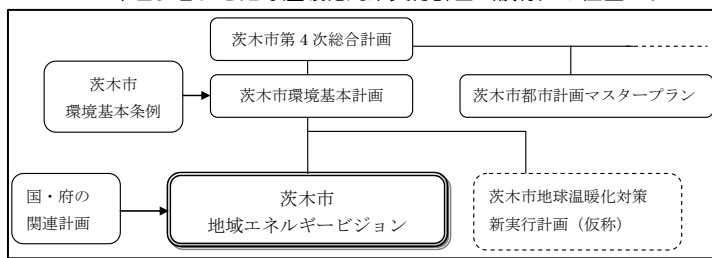 茨木市第４次総合計画
茨木市
環境基本条例
茨木市環境基本計画
茨木市都市計画マスタープラン
国・府の
関連計画
茨木市
地域エネルギービジョン
茨木市地球温暖化対策
新実行計画（仮称）